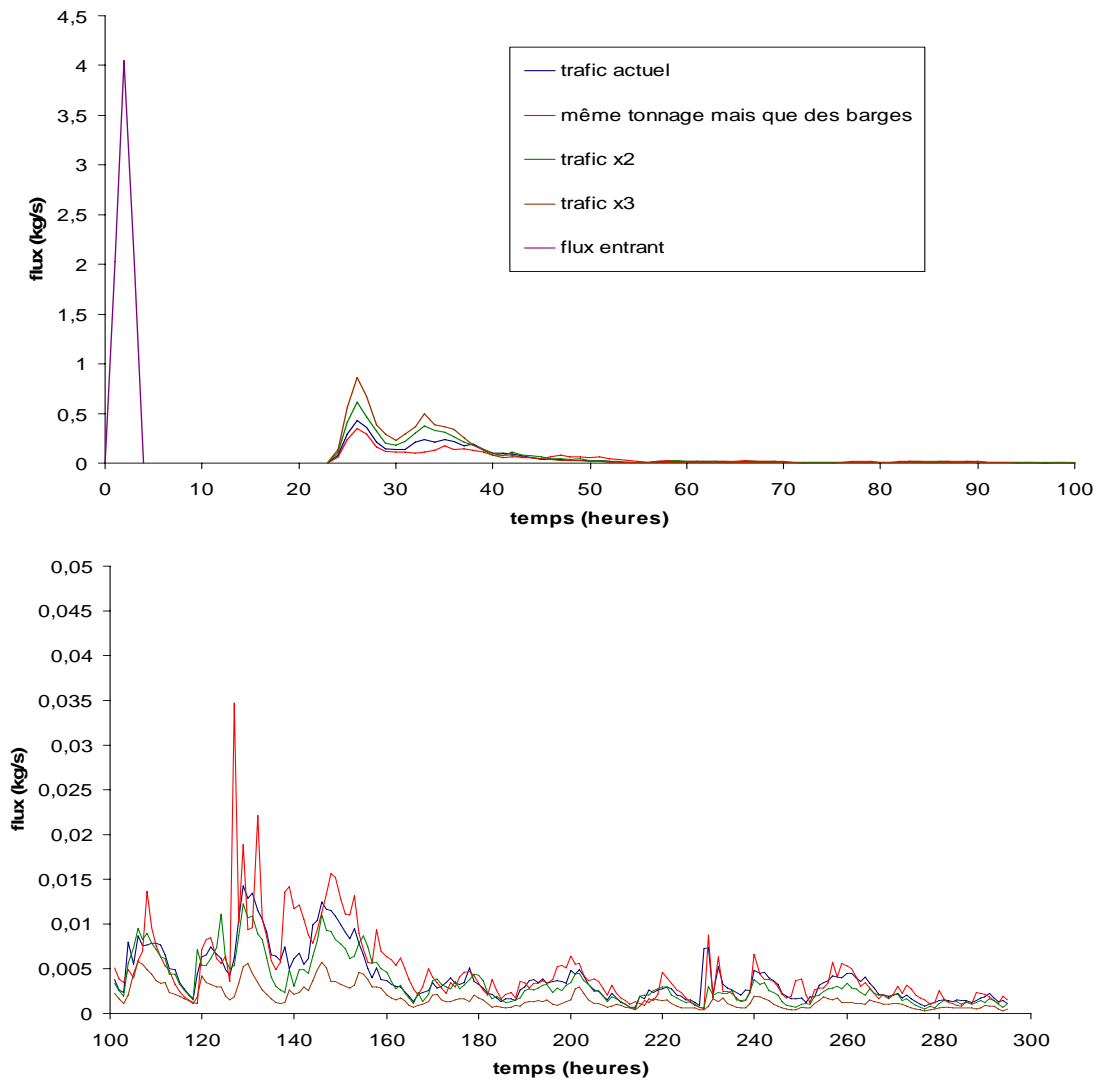 4,5
4
3,5
3
2,5
2
1,5
1
0,5
0
flux (kg/s)
trafic actuel
même tonnage mais que des barges
trafic x2
trafic x3
flux entrant
0 10 20 30 40 50 60 70 80 90 100
temps (heures)
0,05
0,045
0,04
0,035
0,03
0,025
0,02
0,015
0,01
0,005
0
flux (kg/s)
100 120 140 160 180 200 220 240 260 280 300
temps (heures)